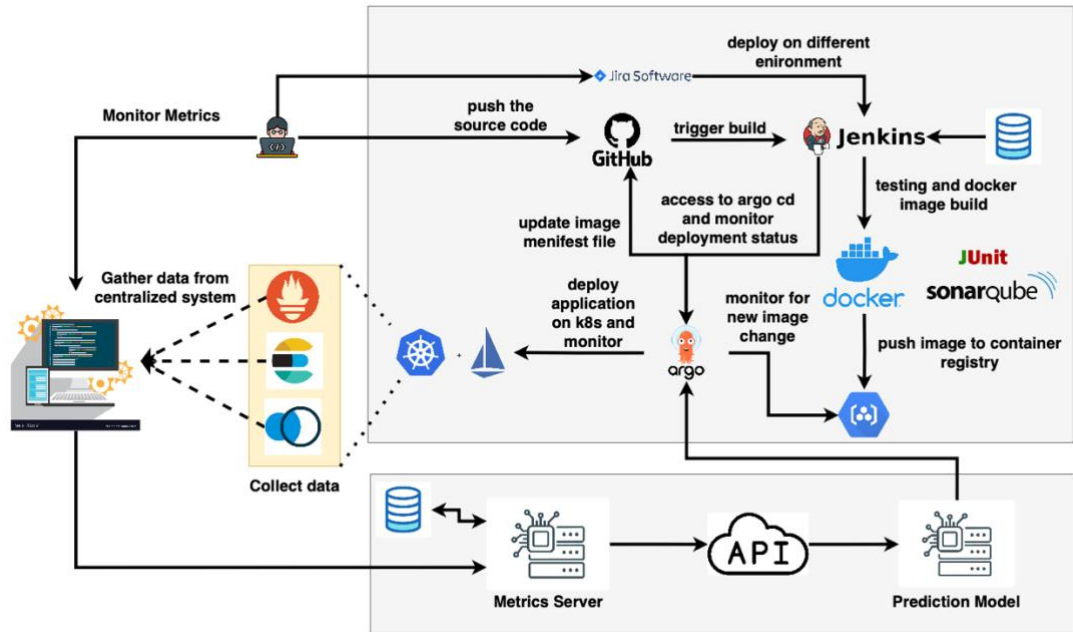 deploy on different
enironment
Jira Software
Monitor Metrics
push the
source code
GitHub
trigger build
Jenkins
testing and docker
image build
access to argo cd
and monitor
deployment status
update image
menifest file
docker
JUnit
sonarqube
Gather data from
centralized system
deploy
application
on k8s and
monitor
monitor for
new image
change
push image to container
registry
argo
Collect data
API
Metrics Server
Prediction Model